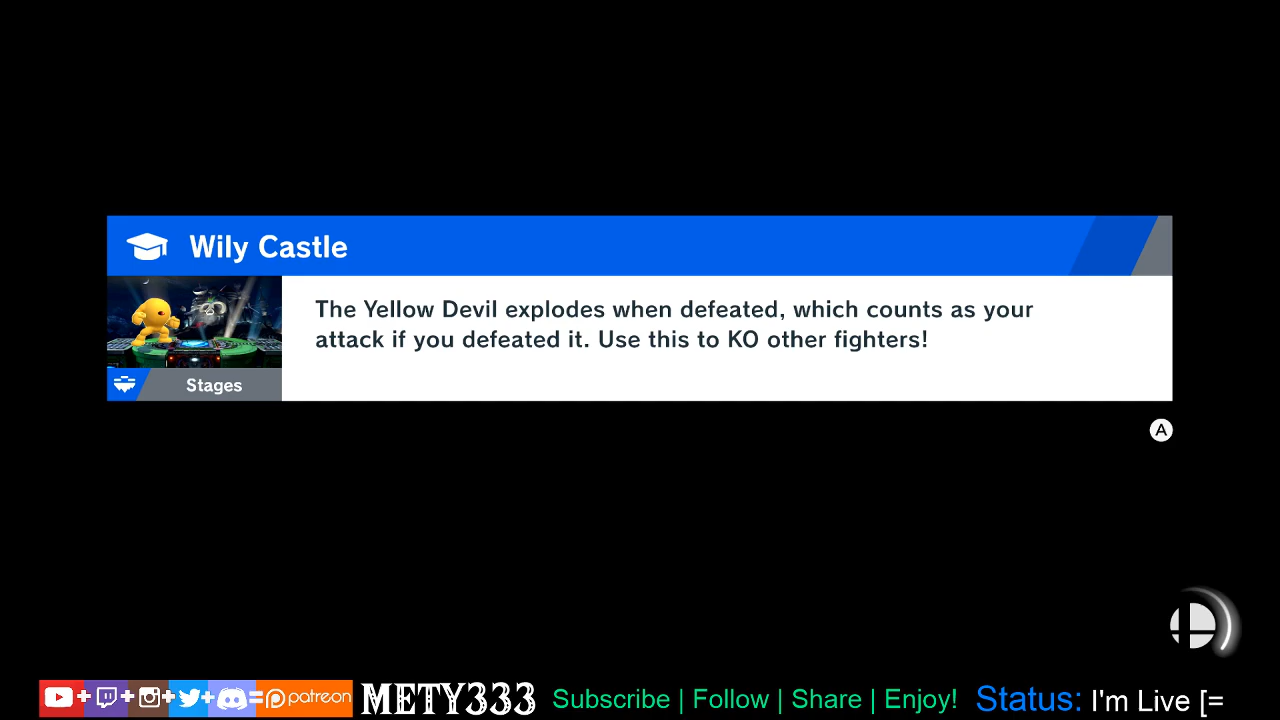 Wily Castle
The Yellow Devil explodes when defeated, which counts as your
attack if you defeated it. Use this to KO other fighters!
Stages
A
+ + + + = patreon METY333 Subscribe | Follow | Share | Enjoy! Status: I'm Live [=